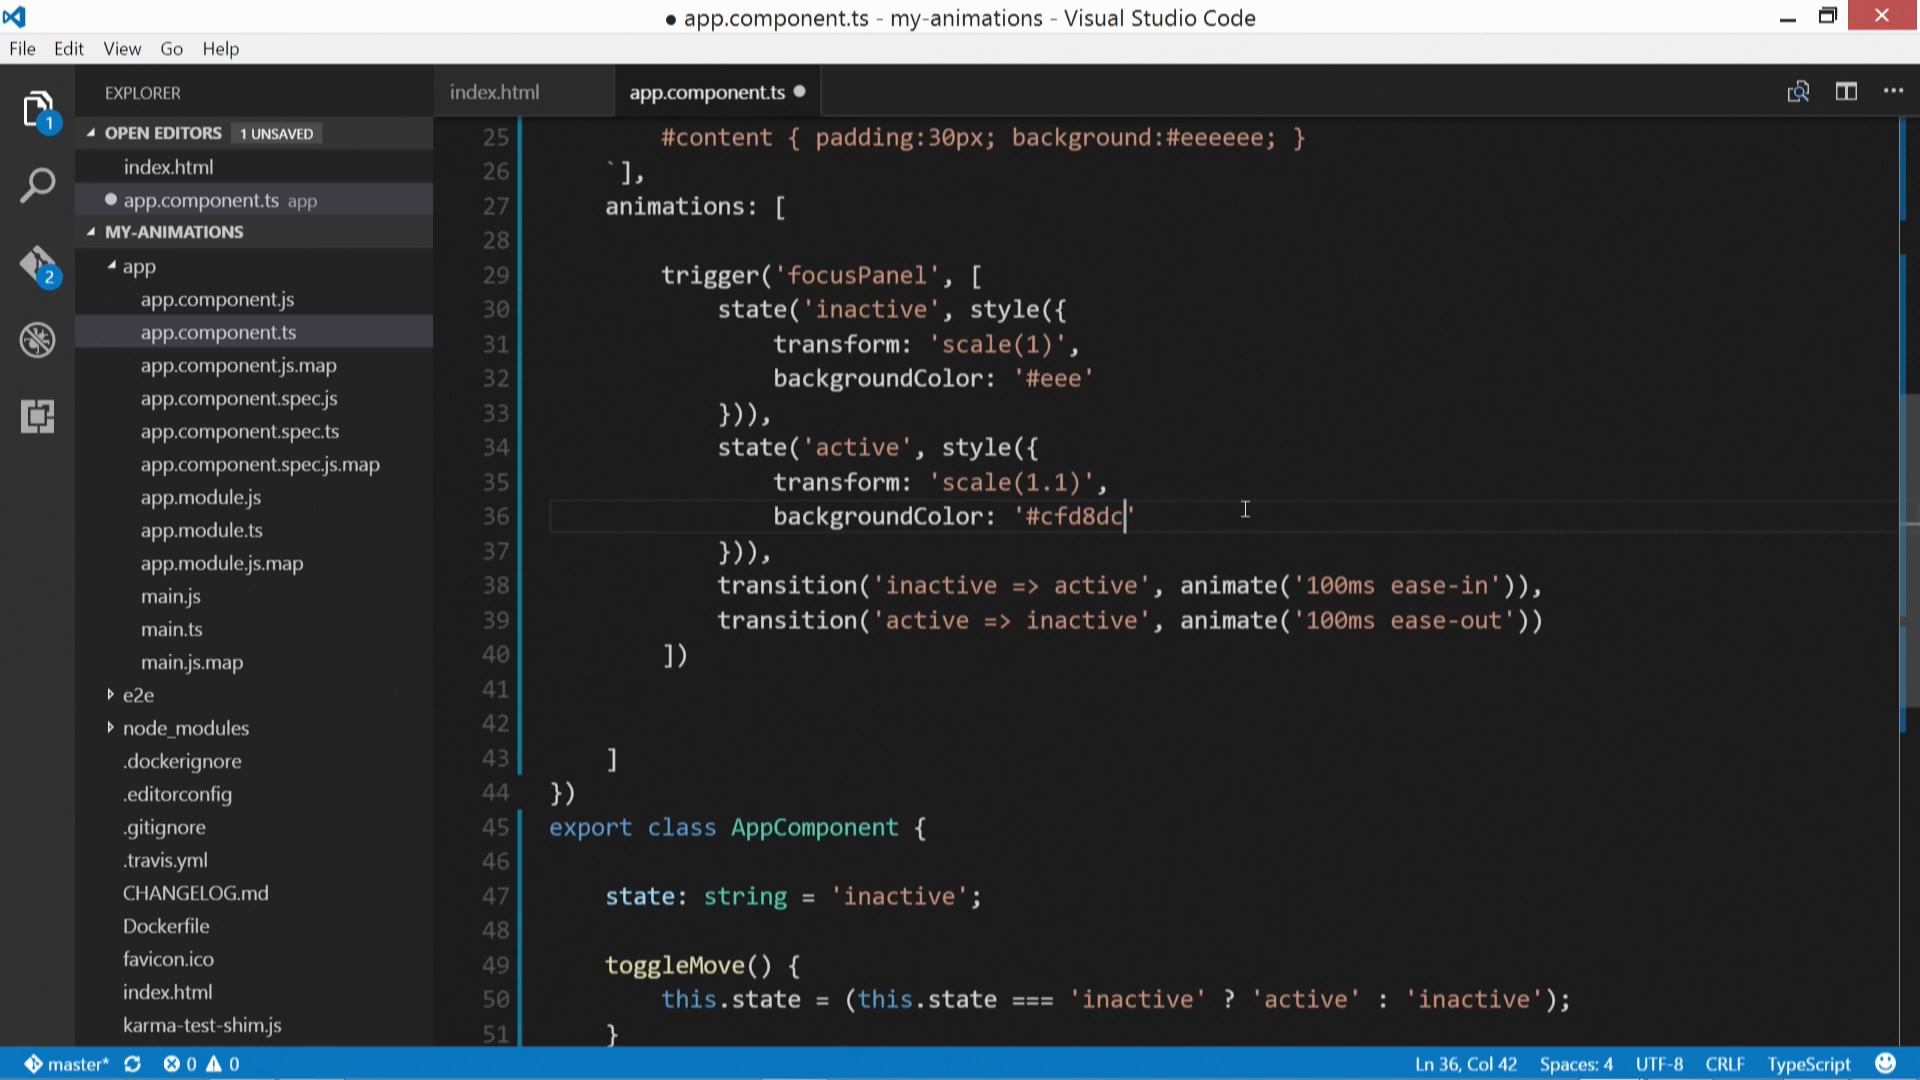 ● app.component.ts - my-animations - Visual Studio Code
File Edit View Go Help
EXPLORER
OPEN EDITORS 1 UNSAVED
index.html
app.component.ts app
MY-ANIMATIONS
app
app.component.js
app.component.ts
app.component.js.map
app.component.spec.js
app.component.spec.ts
app.component.spec.js.map
app.module.js
app.module.ts
app.module.js.map
main.js
main.ts
main.js.map
e2e
node_modules
.dockerignore
.editorconfig
.gitignore
.travis.yml
CHANGELOG.md
Dockerfile
favicon.ico
index.html
karma-test-shim.js
1
2
index.html app.component.ts
25 #content { padding:30px; background:#eeeeee; }
26 `],
27 animations: [
28
29 trigger('focusPanel', [
30 state('inactive', style({
31 transform: 'scale(1)',
32 backgroundColor: '#eee'
33 })),
34 state('active', style({
35 transform: 'scale(1.1)',
36 backgroundColor: '#cfd8dc'
37 })),
38 transition('inactive => active', animate('100ms ease-in')),
39 transition('active => inactive', animate('100ms ease-out'))
40 ])
41
42
43 ]
44 })
45 export class AppComponent {
46
47 state: string = 'inactive';
48
49 toggleMove() {
50 this.state = (this.state === 'inactive' ? 'active' : 'inactive');
51 }
master* 0 0 Ln 36, Col 42 Spaces: 4 UTF-8 CRLF TypeScript